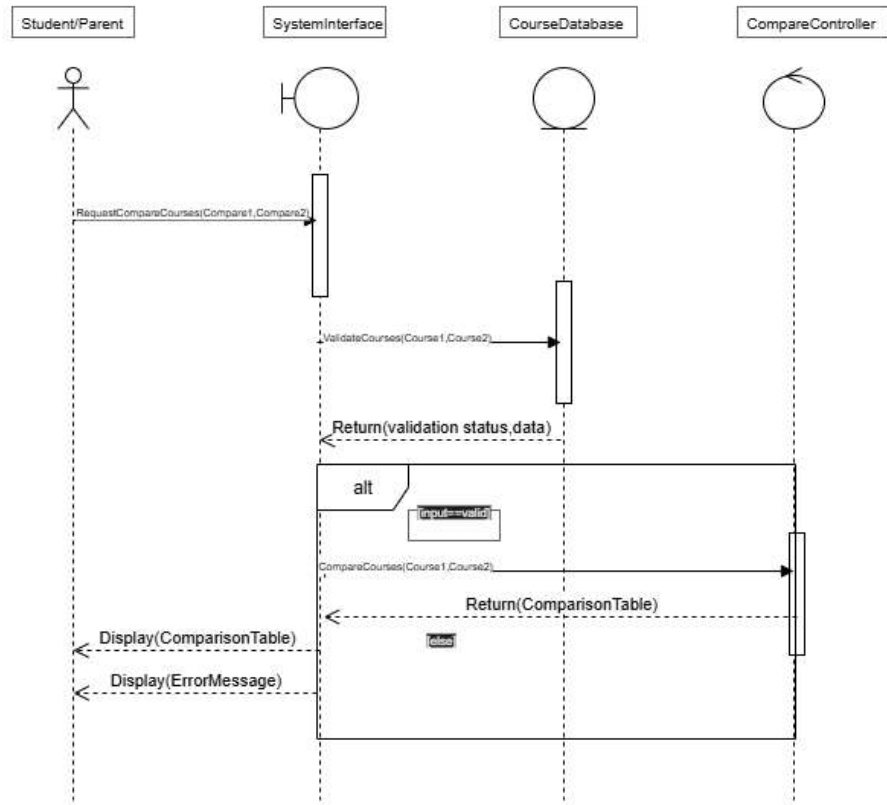 Student/Parent
SystemInterface
CourseDatabase
CompareController
RequestCompareCourses(Compare1,Compare2)
ValidateCourses(Course1,Course2)
Return(validation status,data)
alt
[input==valid]
CompareCourses(Course1,Course2)
Return(ComparisonTable)
Display(ComparisonTable)
[else]
Display(ErrorMessage)